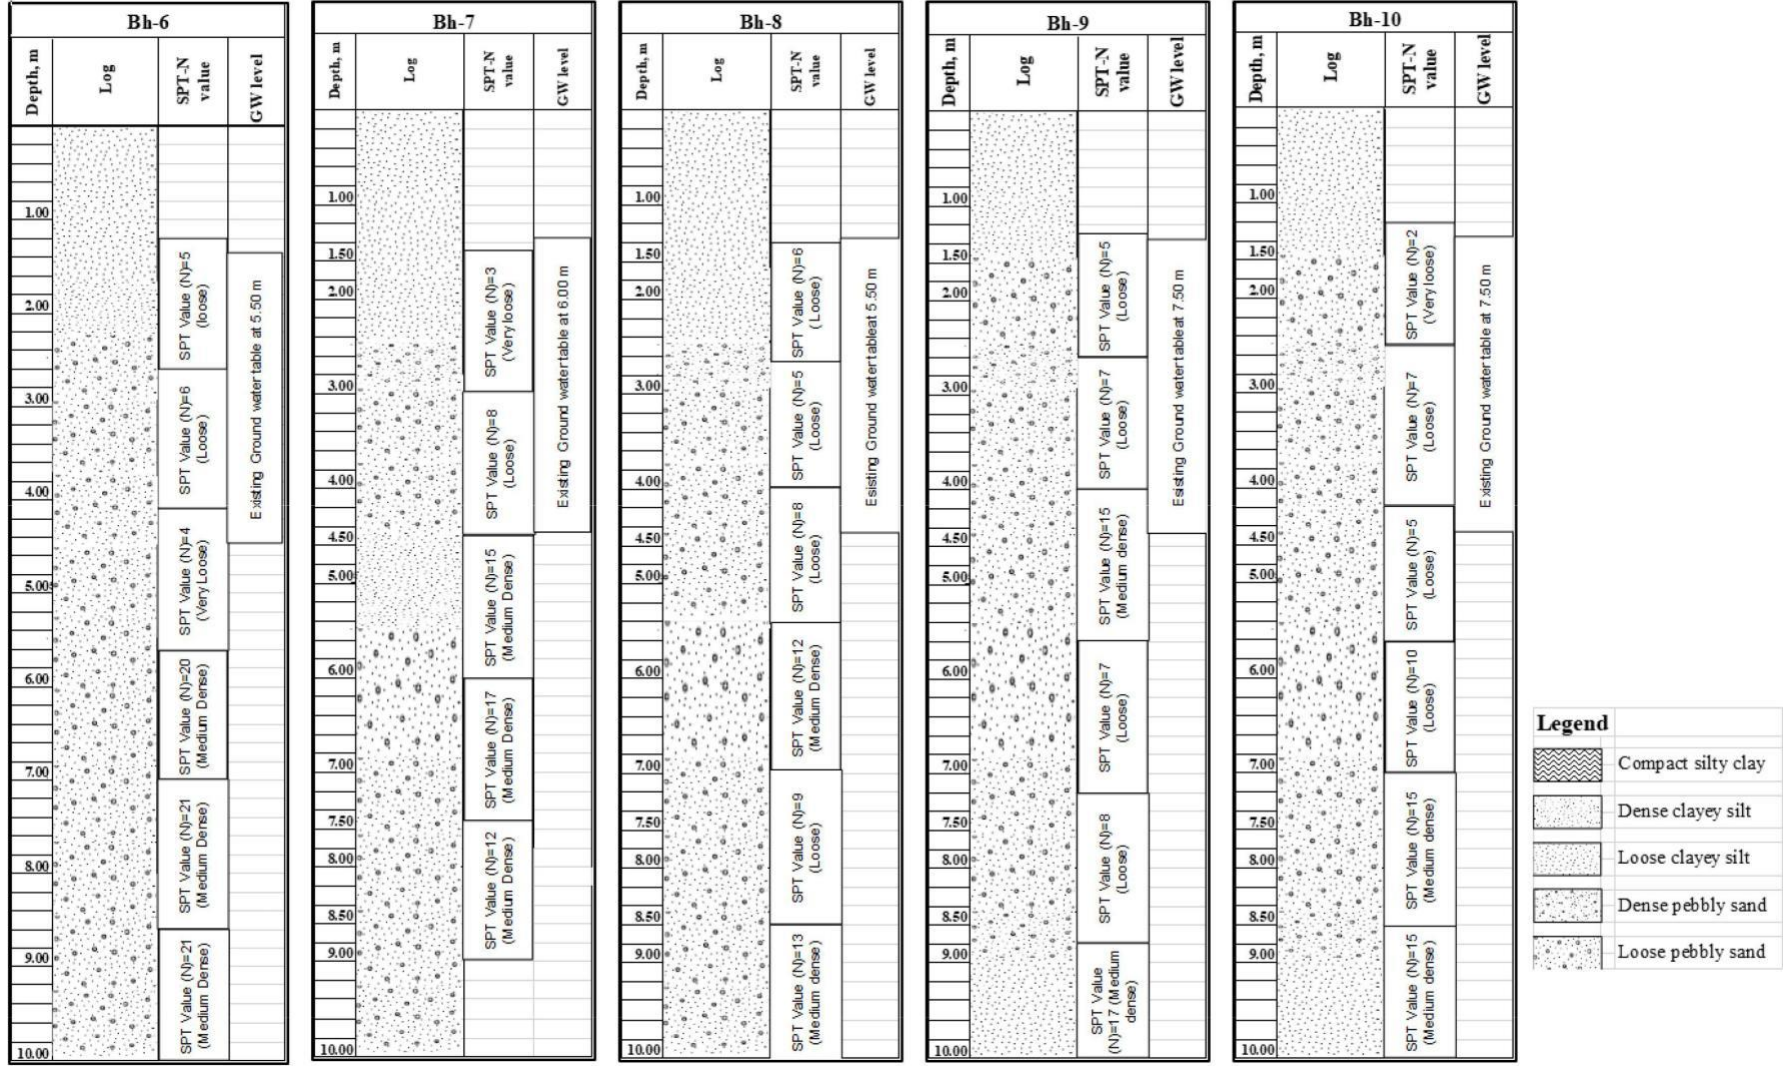 Bh-6
Depth, m
Log
SPT-N
value
GW level
1.00
2.00
3.00
4.00
5.00
6.00
7.00
8.00
9.00
10.00
SPT Value (N)=5
(loose)
SPT Value (N)=6
(Loose)
SPT Value (N)=4
(Very Loose)
SPT Value (N)=20
(Medium Dense)
SPT Value (N)=21
(Medium Dense)
SPT Value (N)=21
(Medium Dense)
Existing Ground water table at 5.50 m
Bh-7
Depth, m
Log
SPT-N
value
GW level
1.00
1.50
2.00
3.00
4.00
4.50
5.00
6.00
7.00
7.50
8.00
8.50
9.00
10.00
SPT Value (N)=3
(Very loose)
SPT Value (N)=8
(Loose)
SPT Value (N)=15
(Medium Dense)
SPT Value (N)=17
(Medium Dense)
SPT Value (N)=12
(Medium Dense)
Existing Ground water table at 6.00 m
Bh-8
Depth, m
Log
SPT-N
value
GW level
1.00
1.50
2.00
3.00
4.00
4.50
5.00
6.00
7.00
7.50
8.00
8.50
9.00
10.00
SPT Value (N)=6
(Loose)
SPT Value (N)=5
(Loose)
SPT Value (N)=8
(Loose)
SPT Value (N)=12
(Medium Dense)
SPT Value (N)=9
(Loose)
SPT Value (N)=13
(Medium dense)
Esisting Ground water tableat 5.50 m
Bh-9
Depth, m
Log
SPT-N
value
GW level
1.00
1.50
2.00
3.00
4.00
4.50
5.00
6.00
7.00
7.50
8.00
8.50
9.00
10.00
SPT Value (N)=5
(Loose)
SPT Value (N)=7
(Loose)
SPT Value (N)=15
(Medium dense)
SPT Value (N)=7
(Loose)
SPT Value (N)=8
(Loose)
SPT Value
(N)=17 (Medium
dense)
Esisting Ground water tableat 7.50 m
Bh-10
Depth, m
Log
SPT-N
value
GW level
1.00
1.50
2.00
3.00
4.00
4.50
5.00
6.00
7.00
7.50
8.00
8.50
9.00
10.00
SPT Value (N)=2
(Very loose)
SPT Value (N)=7
(Loose)
SPT Value (N)=5
(Loose)
SPT Value (N)=10
(Loose)
SPT Value (N)=15
(Medium dense)
SPT Value (N)=15
(Medium dense)
Existing Ground water table at 7.50 m
Legend
Compact silty clay
Dense clayey silt
Loose clayey silt
Dense pebbly sand
Loose pebbly sand